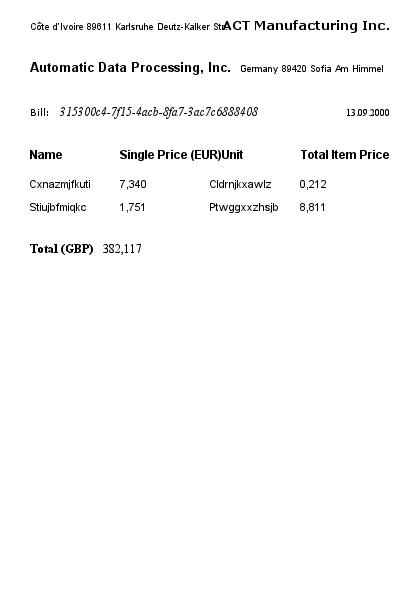 Côte d'Ivoire 89611 Karlsruhe Deutz-Kalker Str. ACT Manufacturing Inc.
Automatic Data Processing, Inc. Germany 89420 Sofia Am Himmel
Bill: 315300c4-7f15-4acb-8fa7-3ac7c6888408 13.09.2000
Name Single Price (EUR) Unit Total Item Price
Cxnazmjfkuti 7,340 Cldrnjkxawlz 0,212
Stiujbfmiqkc 1,751 Ptwggxxzhsjb 8,811
Total (GBP) 382,117